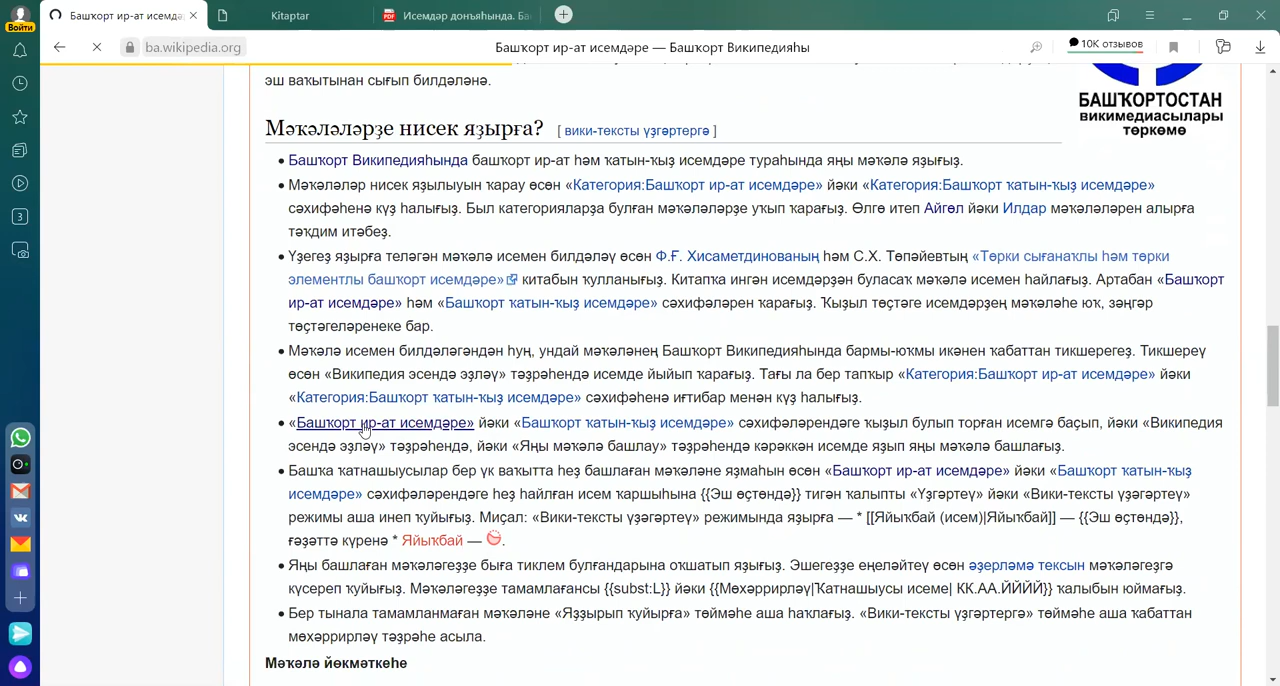 Башҡорт ир-ат исемдә
Kitaptar
Исемдәр донъяһында. Ба
Войти
ba.wikipedia.org
Башҡорт ир-ат исемдәре — Башҡорт Википедияһы
10K отзывов
эш ваҡытынан сығып билдәләнә.
БАШҠОРТОСТАН
викимедиасылары
төркөмө
Мәҡәләләрҙе нисек яҙырға? [ вики-тексты үҙгәртергә ]
Башҡорт Википедияһында башҡорт ир-ат һәм ҡатын-ҡыҙ исемдәре тураһында яңы мәҡәлә яҙығыҙ.
Мәҡәләләр нисек яҙылыуын ҡарау өсөн «Категория:Башҡорт ир-ат исемдәре» йәки «Категория:Башҡорт ҡатын-ҡыҙ исемдәре»
сәхифәһенә күҙ һалығыҙ. Был категорияларҙа булған мәҡәләләрҙе уҡып ҡарағыҙ. Өлгө итеп Айгөл йәки Илдар мәҡәләләрен алырға
тәҡдим итәбеҙ.
Үҙегеҙ яҙырға теләгән мәҡәлә исемен билдәләү өсөн Ф.Ғ. Хисаметдинованың һәм С.Х. Төпәйевтың «Төрки сығанаҡлы һәм төрки
элементлы башҡорт исемдәре» китабын ҡулланығыҙ. Китапҡа ингән исемдәрҙән буласаҡ мәҡәлә исемен һайлағыҙ. Артабан «Башҡорт
ир-ат исемдәре» һәм «Башҡорт ҡатын-ҡыҙ исемдәре» сәхифәләрен ҡарағыҙ. Ҡыҙыл төҫтәге исемдәрҙең мәҡәләһе юҡ, зәңгәр
төҫтәгеләренеке бар.
Мәҡәлә исемен билдәләгәндән һуң, ундай мәҡәләнең Башҡорт Википедияһында бармы-юҡмы икәнен ҡабаттан тикшерегеҙ. Тикшереү
өсөн «Википедия эсендә эҙләү» тәҙрәһендә исемде йыйып ҡарағыҙ. Тағы ла бер тапҡыр «Категория:Башҡорт ир-ат исемдәре» йәки
«Категория:Башҡорт ҡатын-ҡыҙ исемдәре» сәхифәһенә иғтибар менән күҙ һалығыҙ.
«Башҡорт ир-ат исемдәре» йәки «Башҡорт ҡатын-ҡыҙ исемдәре» сәхифәләрендәге ҡыҙыл булып торған исемгә баҫып, йәки «Википедия
эсендә эҙләү» тәҙрәһендә, йәки «Яңы мәҡәлә башлау» тәҙрәһендә кәрәккән исемде яҙып яңы мәҡәлә башлағыҙ.
Башҡа ҡатнашыусылар бер үк ваҡытта һеҙ башлаған мәҡәләне яҙмаһын өсөн «Башҡорт ир-ат исемдәре» йәки «Башҡорт ҡатын-ҡыҙ
исемдәре» сәхифәләрендәге һеҙ һайлған исем ҡаршыһына {{Эш өҫтөндә}} тигән ҡалыпты «Үҙгәртеү» йәки «Вики-тексты үҙәгәртеү»
режимы аша инеп ҡуйығыҙ. Миҫал: «Вики-тексты үҙәгәртеү» режимында яҙырға — * [[Яйыҡбай (исем)|Яйыҡбай]] — {{Эш өҫтөндә}},
ғәҙәттә күренә * Яйыҡбай — .
Яңы башлаған мәҡәләгеҙҙе быға тиклем булғандарына оҡшатып яҙығыҙ. Эшегеҙҙе еңеләйтеү өсөн әҙерләмә тексын мәҡәләгеҙгә
күсереп ҡуйығыҙ. Мәҡәләгеҙҙе тамамлағансы {{subst:L}} йәки {{Мөхәррирләү|Ҡатнашыусы исеме| КК.АА.ЙЙЙЙ}} ҡалыбын юймағыҙ.
Бер тында тамамланмаған мәҡәләне «Яҙҙырып ҡуйырға» төймәһе аша һаҡлағыҙ. «Вики-тексты үҙгәртергә» төймәһе аша ҡабаттан
мөхәррирләү тәҙрәһе асыла.
Мәҡәлә йөкмәткеһе